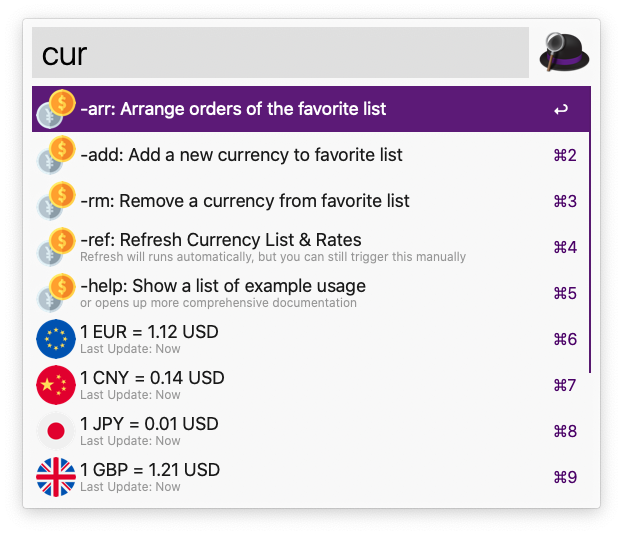 cur
-arr: Arrange orders of the favorite list ↩
-add: Add a new currency to favorite list ⌘2
-rm: Remove a currency from favorite list ⌘3
-ref: Refresh Currency List & Rates ⌘4
Refresh will runs automatically, but you can still trigger this manually
-help: Show a list of example usage ⌘5
or opens up more comprehensive documentation
1 EUR = 1.12 USD ⌘6
Last Update: Now
1 CNY = 0.14 USD ⌘7
Last Update: Now
1 JPY = 0.01 USD ⌘8
Last Update: Now
1 GBP = 1.21 USD ⌘9
Last Update: Now